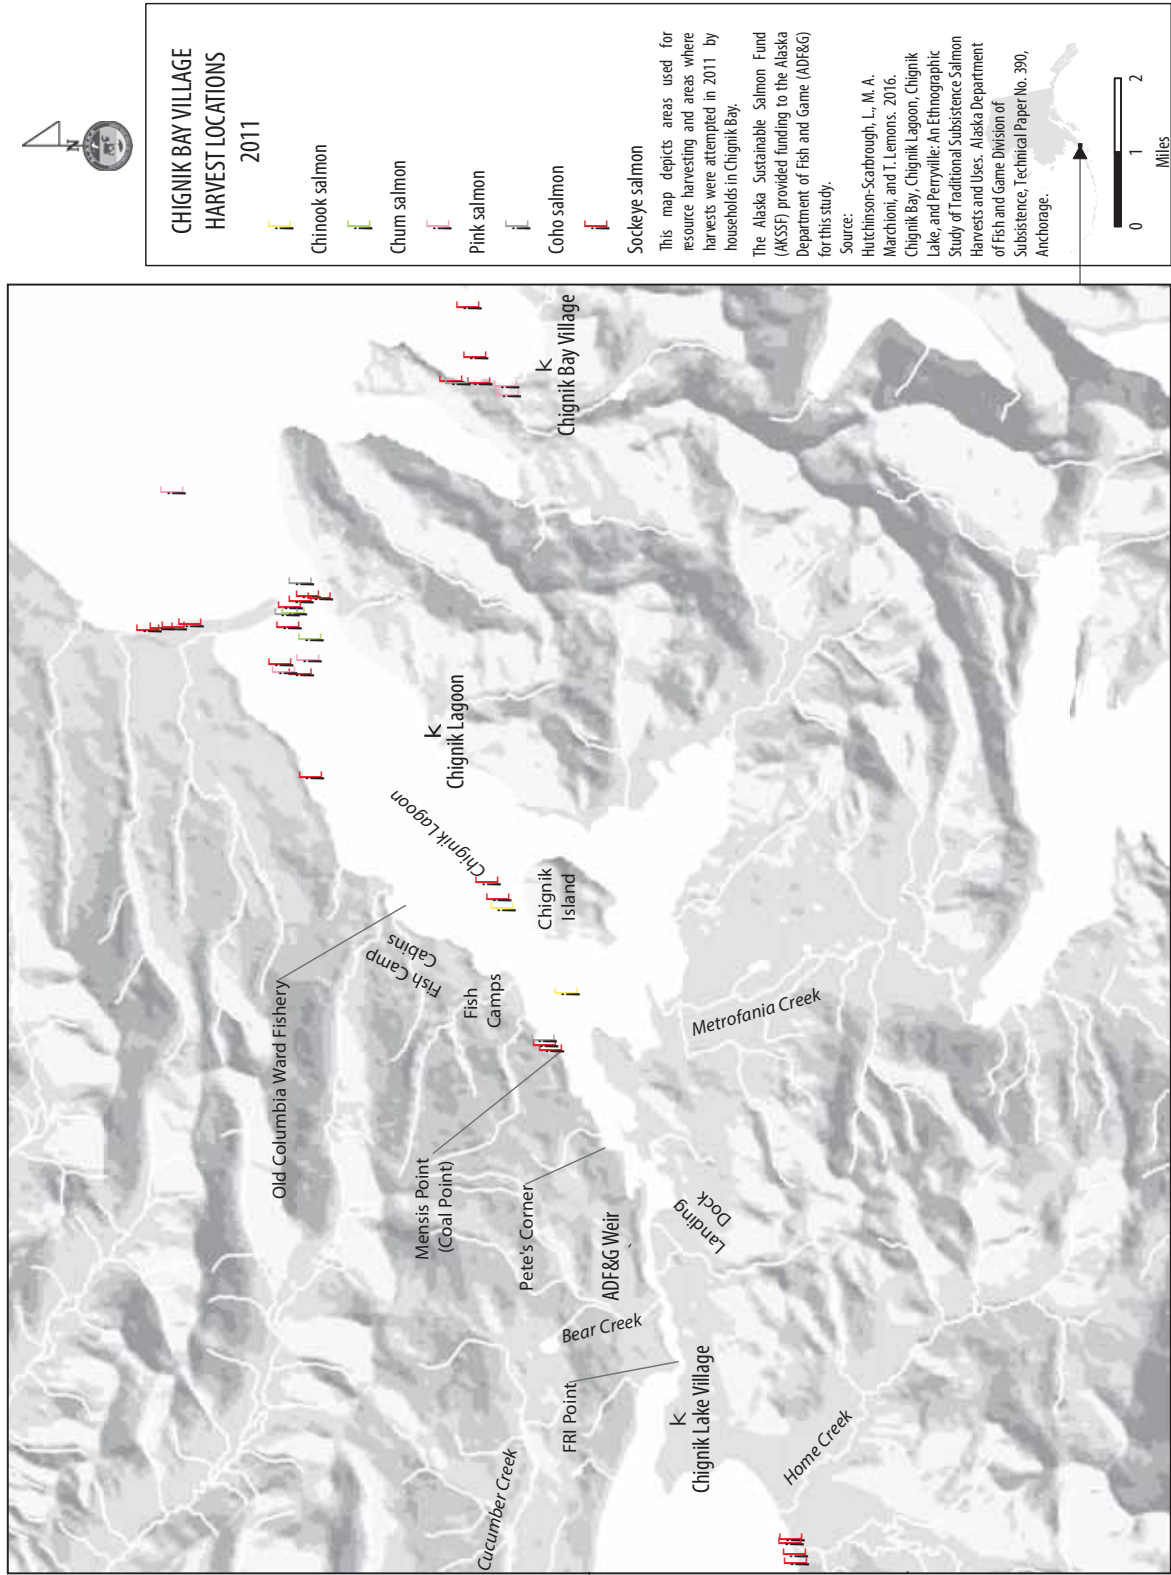 CHIGNIK BAY VILLAGE
HARVEST LOCATIONS
2011
N
Chinook salmon
Chum salmon
Pink salmon
Coho salmon
Sockeye salmon
This map depicts areas used for
resource harvesting and areas where
harvests were attempted in 2011 by
households in Chignik Bay.
The Alaska Sustainable Salmon Fund
(AKSSF) provided funding to the Alaska
Department of Fish and Game (ADF&G)
for this study.
Source:
Hutchinson-Scarbrough, L., M. A.
Marchioni, and T. Lemons. 2016.
Chignik Bay, Chignik Lagoon, Chignik
Lake, and Perryville: An Ethnographic
Study of Traditional Subsistence Salmon
Harvests and Uses. Alaska Department
of Fish and Game Division of
Subsistence, Technical Paper No. 390,
Anchorage.
0 1 2
Miles
Old Columbia Ward Fishery
Fish Camp
Cabins
Fish
Camps
Mensis Point
(Coal Point)
Pete's Corner
ADF&G Weir
Bear Creek
FRI Point
Cucumber Creek
k
Chignik Lake Village
Home Creek
Landing
Dock
Metrofania Creek
Chignik
Island
Chignik Lagoon
k
Chignik Lagoon
k
Chignik Bay Village